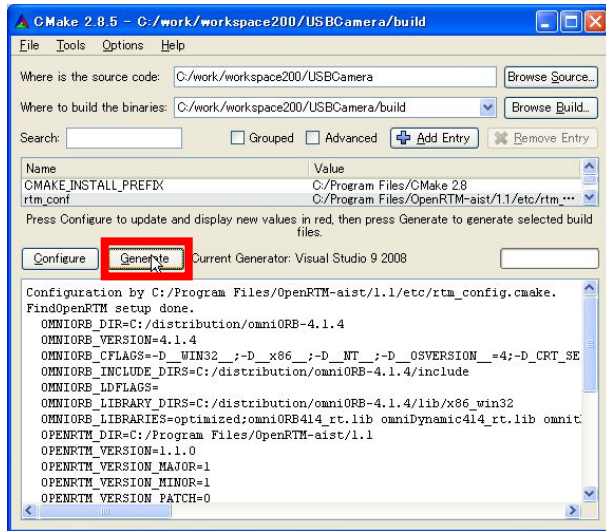 CMake 2.8.5 - C:/work/workspace200/USBCamera/build
File Tools Options Help
Where is the source code: C:/work/workspace200/USBCamera Browse Source...
Where to build the binaries: C:/work/workspace200/USBCamera/build Browse Build...
Search: Grouped Advanced Add Entry Remove Entry
Name Value
CMAKE_INSTALL_PREFIX C:/Program Files/CMake 2.8
rtm_conf C:/Program Files/OpenRTM-aist/1.1/etc/rtm_...
Press Configure to update and display new values in red, then press Generate to generate selected build
files.
Configure Generate Current Generator: Visual Studio 9 2008
Configuration by C:/Program Files/OpenRTM-aist/1.1/etc/rtm_config.cmake.
FindOpenRTM setup done.
OMNIORB_DIR=C:/distribution/omniORB-4.1.4
OMNIORB_VERSION=4.1.4
OMNIORB_CFLAGS=-D__WIN32__;-D__x86__;-D__NT__;-D__OSVERSION__=4;-D_CRT_SE
OMNIORB_INCLUDE_DIRS=C:/distribution/omniORB-4.1.4/include
OMNIORB_LDFLAGS=
OMNIORB_LIBRARY_DIRS=C:/distribution/omniORB-4.1.4/lib/x86_win32
OMNIORB_LIBRARIES=optimized;omniORB414_rt.lib omniDynamic414_rt.lib omnit
OPENRTM_DIR=C:/Program Files/OpenRTM-aist/1.1
OPENRTM_VERSION=1.1.0
OPENRTM_VERSION_MAJOR=1
OPENRTM_VERSION_MINOR=1
OPENRTM_VERSION_PATCH=0